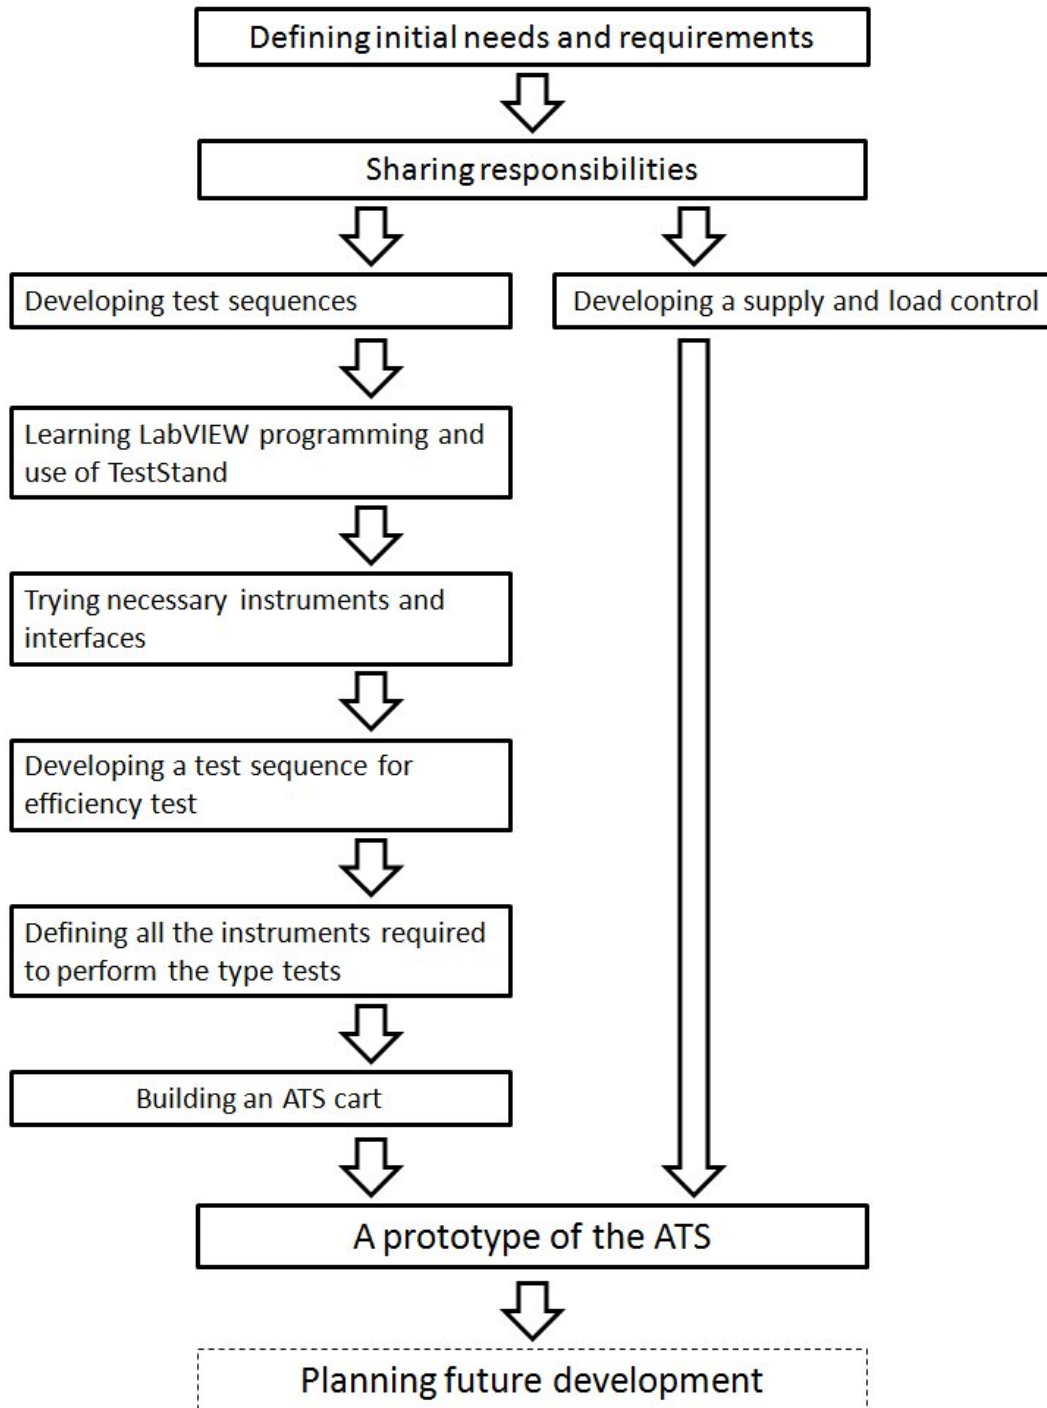 Defining initial needs and requirements
Sharing responsibilities
Developing test sequences
Developing a supply and load control
Learning LabVIEW programming and
use of TestStand
Trying necessary instruments and
interfaces
Developing a test sequence for
efficiency test
Defining all the instruments required
to perform the type tests
Building an ATS cart
A prototype of the ATS
Planning future development